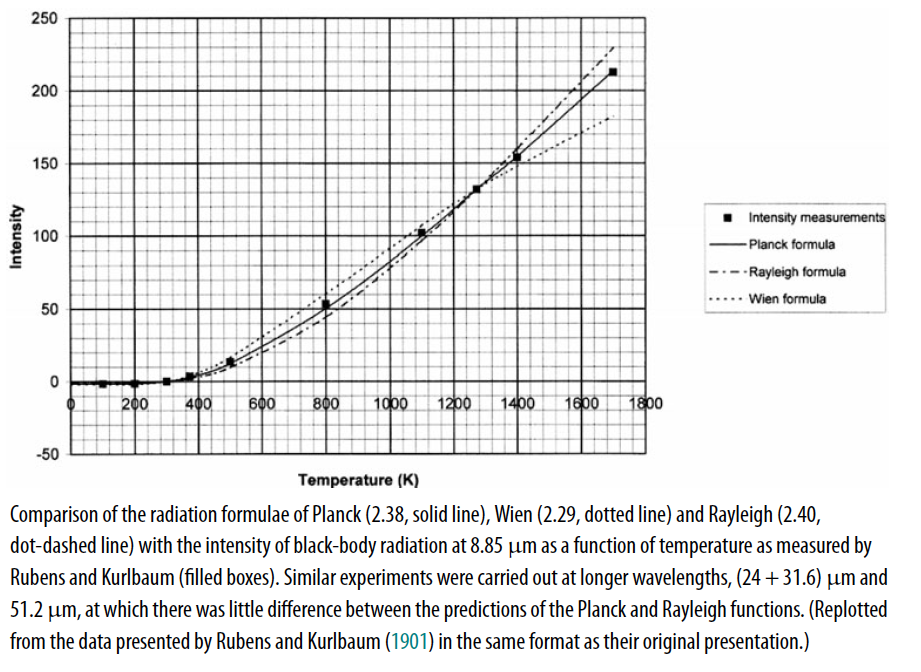 250
200
150
100
50
0
-50
0 200 400 600 800 1000 1200 1400 1600 1800
Intensity
Temperature (K)
Intensity measurements
Planck formula
Rayleigh formula
Wien formula
Comparison of the radiation formulae of Planck (2.38, solid line), Wien (2.29, dotted line) and Rayleigh (2.40,
dot-dashed line) with the intensity of black-body radiation at 8.85 μm as a function of temperature as measured by
Rubens and Kurlbaum (filled boxes). Similar experiments were carried out at longer wavelengths, (24 + 31.6) μm and
51.2 μm, at which there was little difference between the predictions of the Planck and Rayleigh functions. (Replotted
from the data presented by Rubens and Kurlbaum (1901) in the same format as their original presentation.)